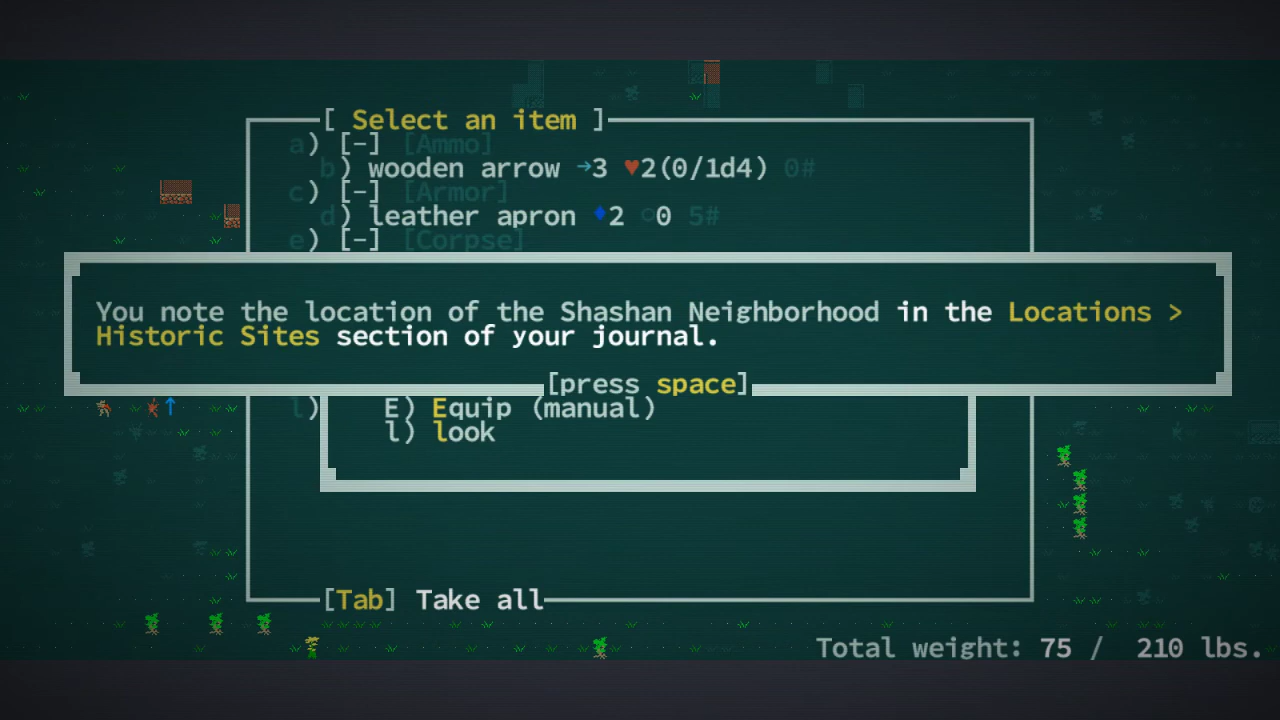 [ Select an item ]
a) [-] [Ammo]
b) wooden arrow →3 ♥2(0/1d4) 0#
c) [-] [Armor]
d) leather apron ♦2 ○0 5#
e) [-] [Corpse]
You note the location of the Shashan Neighborhood in the Locations >
Historic Sites section of your journal.
[press space]
l) E) Equip (manual)
l) look
[Tab] Take all
Total weight: 75 / 210 lbs.